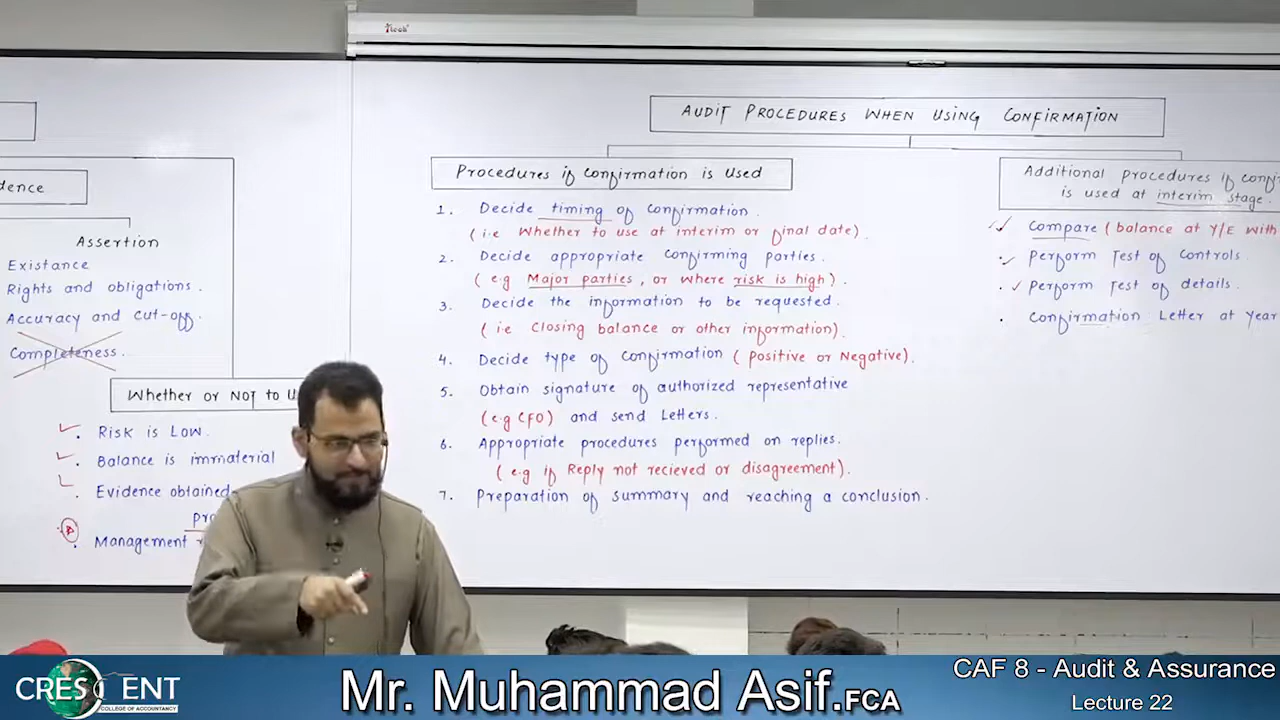 Ricoh
AUDIT PROCEDURES WHEN USING CONFIRMATION
dence
Assertion
Existance
Rights and obligations.
Accuracy and cut-off.
Completeness.
Whether or NOT to U
Risk is Low.
Balance is immaterial
Evidence obtained
Management
Procedures if Confirmation is Used
1. Decide timing of confirmation.
(i.e Whether to use at interim or final date).
2. Decide appropriate confirming parties.
(e.g Major parties, or where risk is high).
3. Decide the information to be requested.
(i.e Closing balance or other information).
4. Decide type of confirmation (positive or Negative).
5. Obtain signature of authorized representative
(e.g CFO) and send Letters.
6. Appropriate procedures performed on replies.
(e.g if Reply not recieved or disagreement).
7. Preparation of summary and reaching a conclusion.
Additional procedures if confi
is used at interim stage.
Compare (balance at Y/E with
Perform Test of Controls.
Perform Test of details.
Confirmation Letter at Year
CRESCENT
COLLEGE OF ACCOUNTANCY
Mr. Muhammad Asif.FCA
CAF 8 - Audit & Assurance
Lecture 22